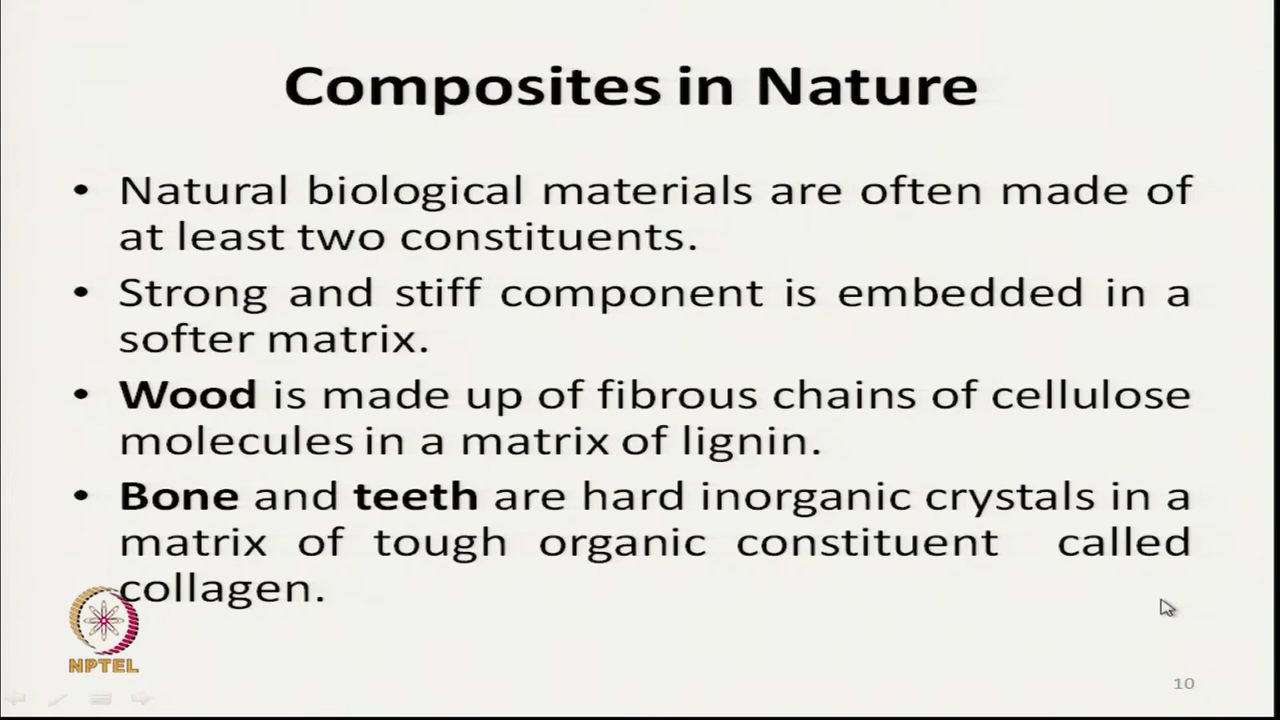 Composites in Nature
• Natural biological materials are often made of
at least two constituents.
• Strong and stiff component is embedded in a
softer matrix.
• Wood is made up of fibrous chains of cellulose
molecules in a matrix of lignin.
• Bone and teeth are hard inorganic crystals in a
matrix of tough organic constituent called
collagen.
NPTEL
10